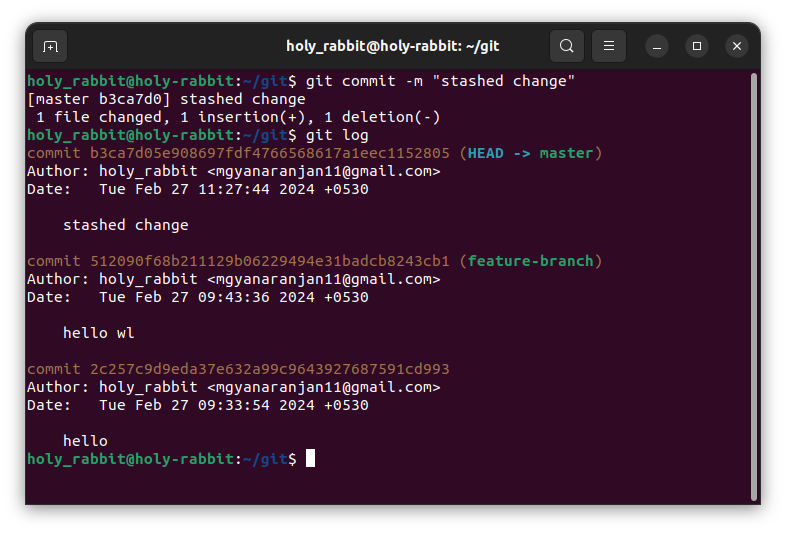 holy_rabbit@holy-rabbit: ~/git
holy_rabbit@holy-rabbit:~/git$ git commit -m "stashed change"
[master b3ca7d0] stashed change
 1 file changed, 1 insertion(+), 1 deletion(-)
holy_rabbit@holy-rabbit:~/git$ git log
commit b3ca7d05e908697fdf4766568617a1eec1152805 (HEAD -> master)
Author: holy_rabbit <mgyanaranjan11@gmail.com>
Date:   Tue Feb 27 11:27:44 2024 +0530

    stashed change

commit 512090f68b211129b06229494e31badcb8243cb1 (feature-branch)
Author: holy_rabbit <mgyanaranjan11@gmail.com>
Date:   Tue Feb 27 09:43:36 2024 +0530

    hello wl

commit 2c257c9d9eda37e632a99c9643927687591cd993
Author: holy_rabbit <mgyanaranjan11@gmail.com>
Date:   Tue Feb 27 09:33:54 2024 +0530

    hello
holy_rabbit@holy-rabbit:~/git$